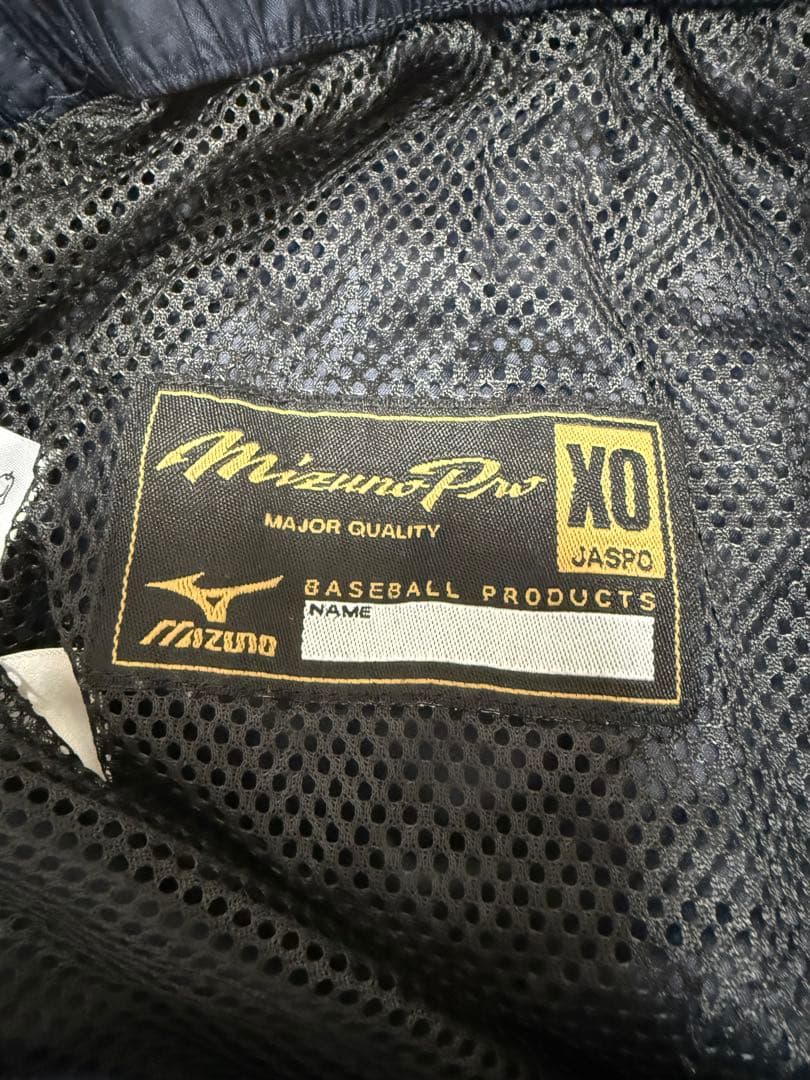 Mizuno Pro
XO
MAJOR QUALITY
JASPO
BASEBALL PRODUCTS
MIZUNO
NAME